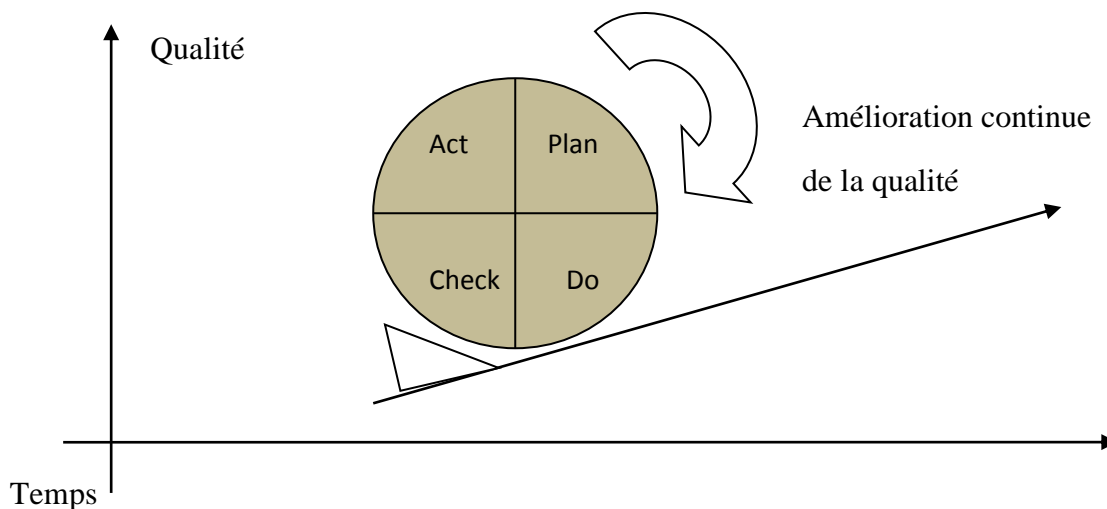 Qualité
Act
Plan
Amélioration continue
de la qualité
Check
Do
Temps